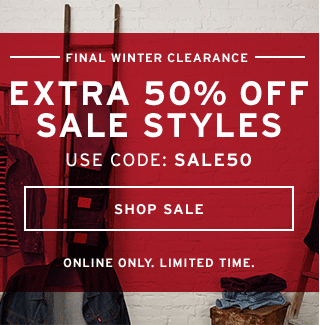 FINAL WINTER CLEARANCE
EXTRA 50% OFF
SALE STYLES
USE CODE: SALE50
SHOP SALE
ONLINE ONLY. LIMITED TIME.